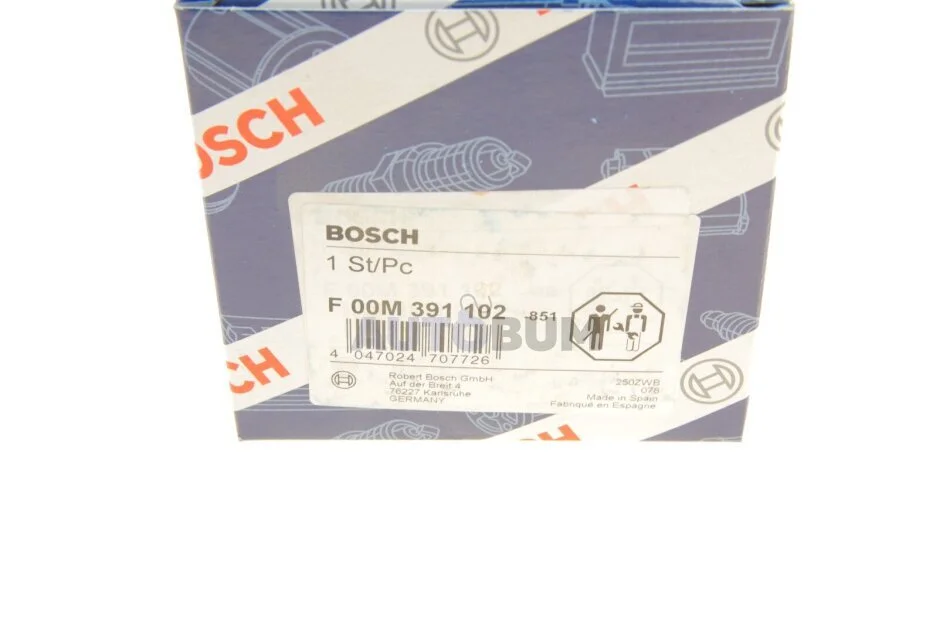 BOSCH
BOSCH
1 St/Pc
F 00M 391 102 -851
AUTOBUM
4 047024 707726
Robert Bosch GmbH
Auf der Breit 4
76227 Karlsruhe
GERMANY
250ZWB
078
Made in Spain
Fabriqué en Espagne